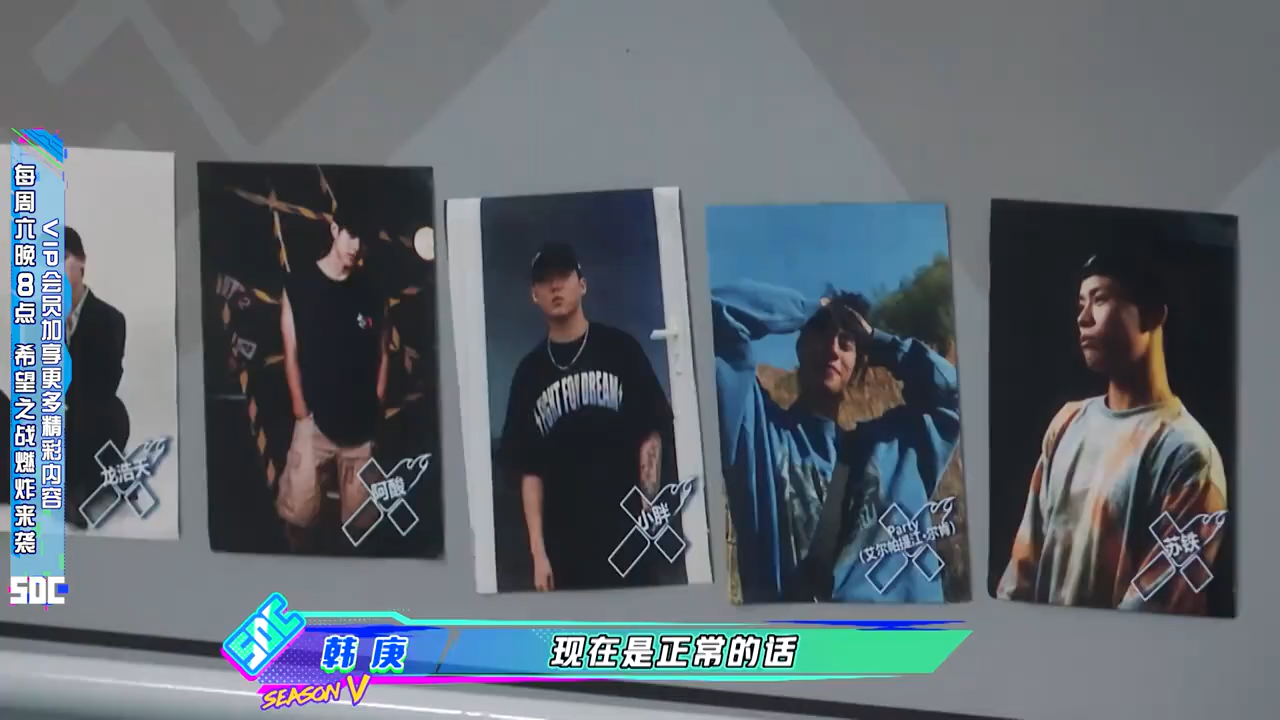 每周六晚8点 希望之战燃炸来袭
VIP会员加享更多精彩内容
SDC
龙浩天
阿酸
FIGHT FOR DREAM
小胖
Party
(艾尔帕提江·尔肯)
苏铁
SDC
韩庚
现在是正常的话
SEASON V